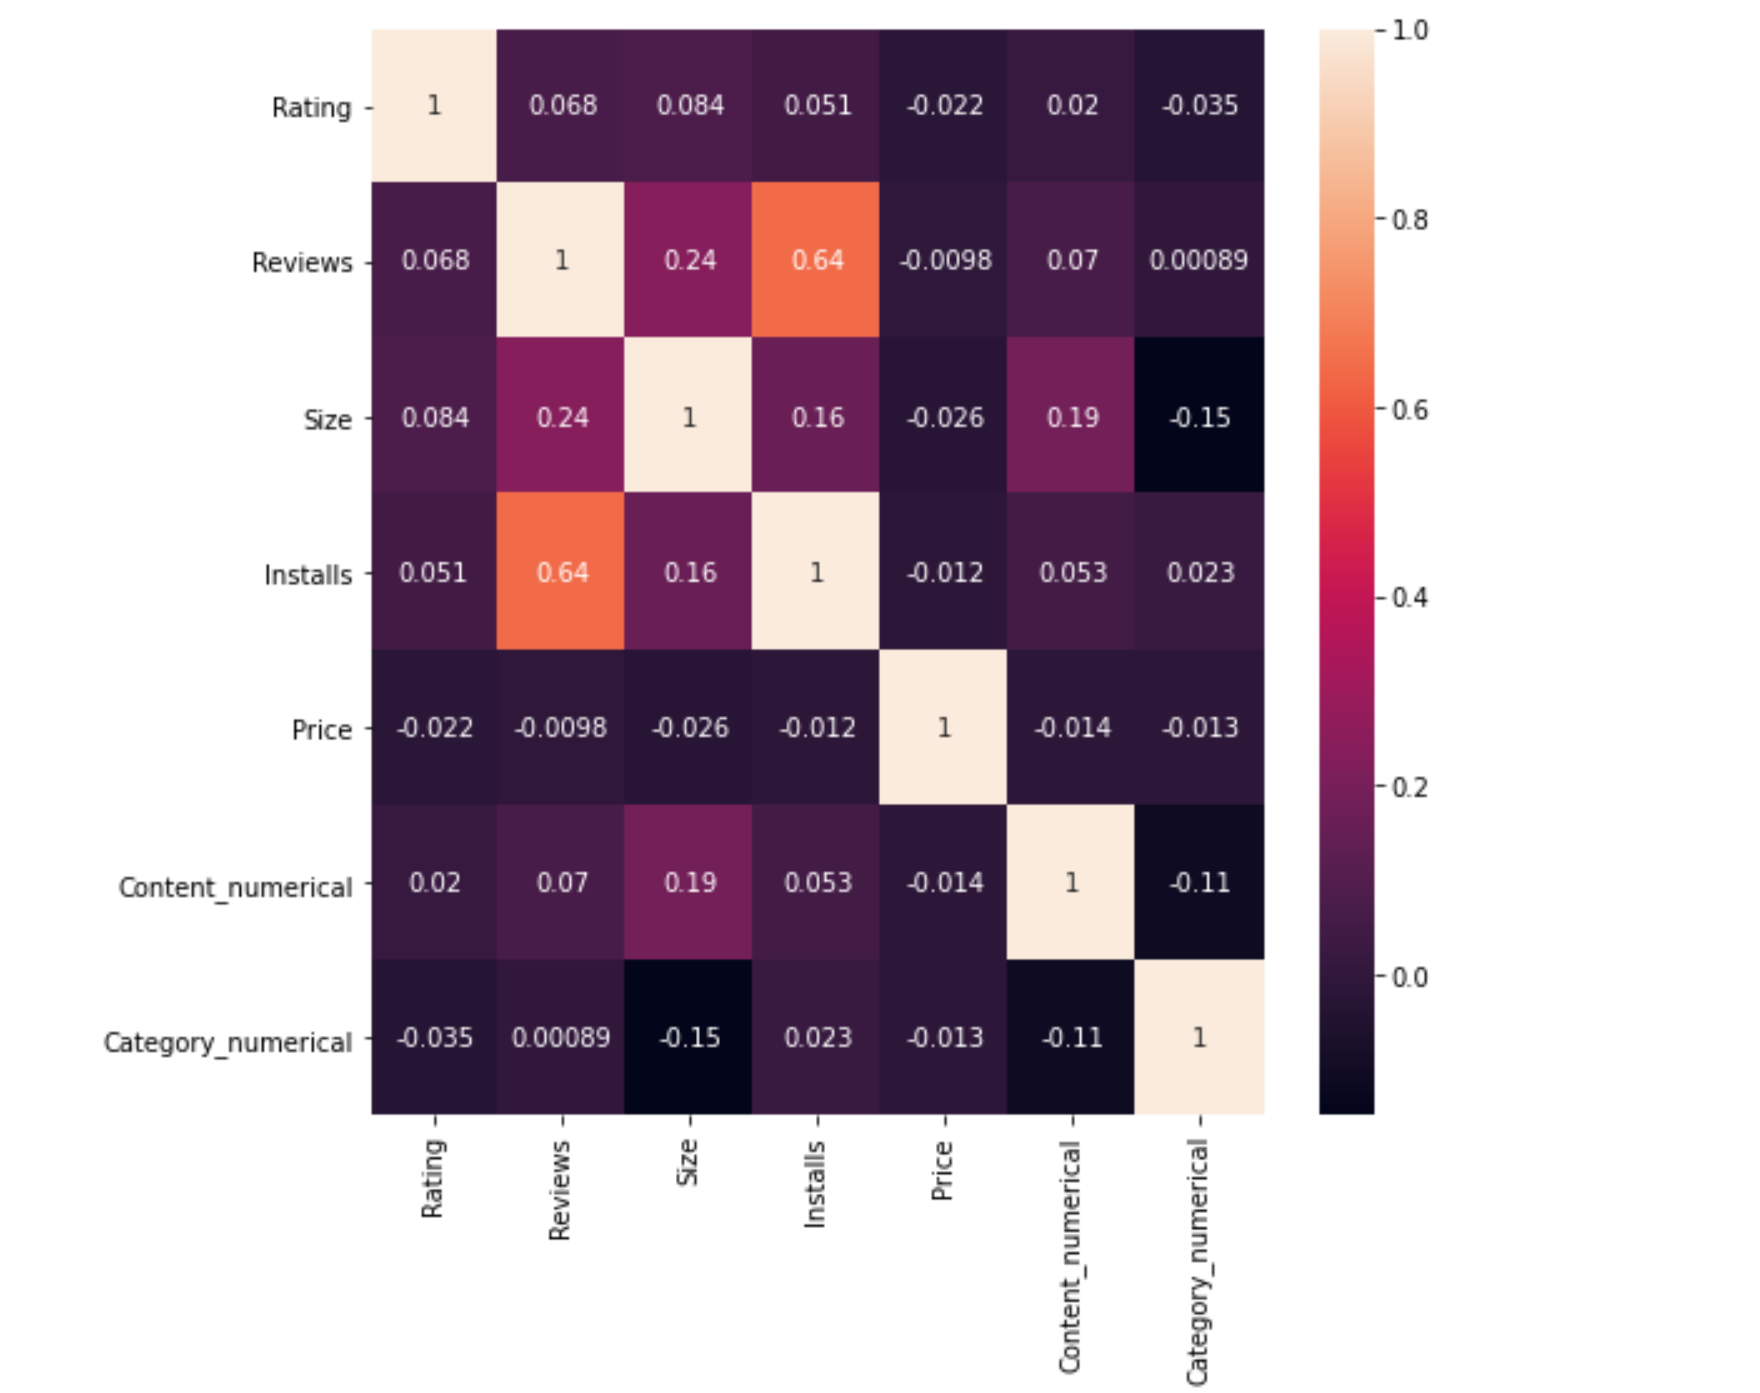 1.0
Rating 1 0.068 0.084 0.051 -0.022 0.02 -0.035
0.8
Reviews 0.068 1 0.24 0.64 -0.0098 0.07 0.00089
Size 0.084 0.24 1 0.16 -0.026 0.19 -0.15
0.6
Installs 0.051 0.64 0.16 1 -0.012 0.053 0.023
0.4
Price -0.022 -0.0098 -0.026 -0.012 1 -0.014 -0.013
0.2
Content_numerical 0.02 0.07 0.19 0.053 -0.014 1 -0.11
0.0
Category_numerical -0.035 0.00089 -0.15 0.023 -0.013 -0.11 1
Rating
Reviews
Size
Installs
Price
Content_numerical
Category_numerical